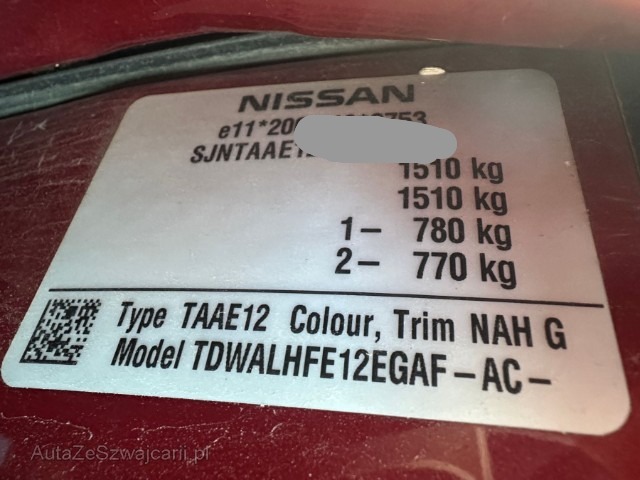 NISSAN
e11*200
SJNTAAE12
1510 kg
1510 kg
1– 780 kg
2– 770 kg
Type TAAE12 Colour, Trim NAH G
Model TDWALHFE12EGAF–AC–
AutaZeSzwajcarii.pl